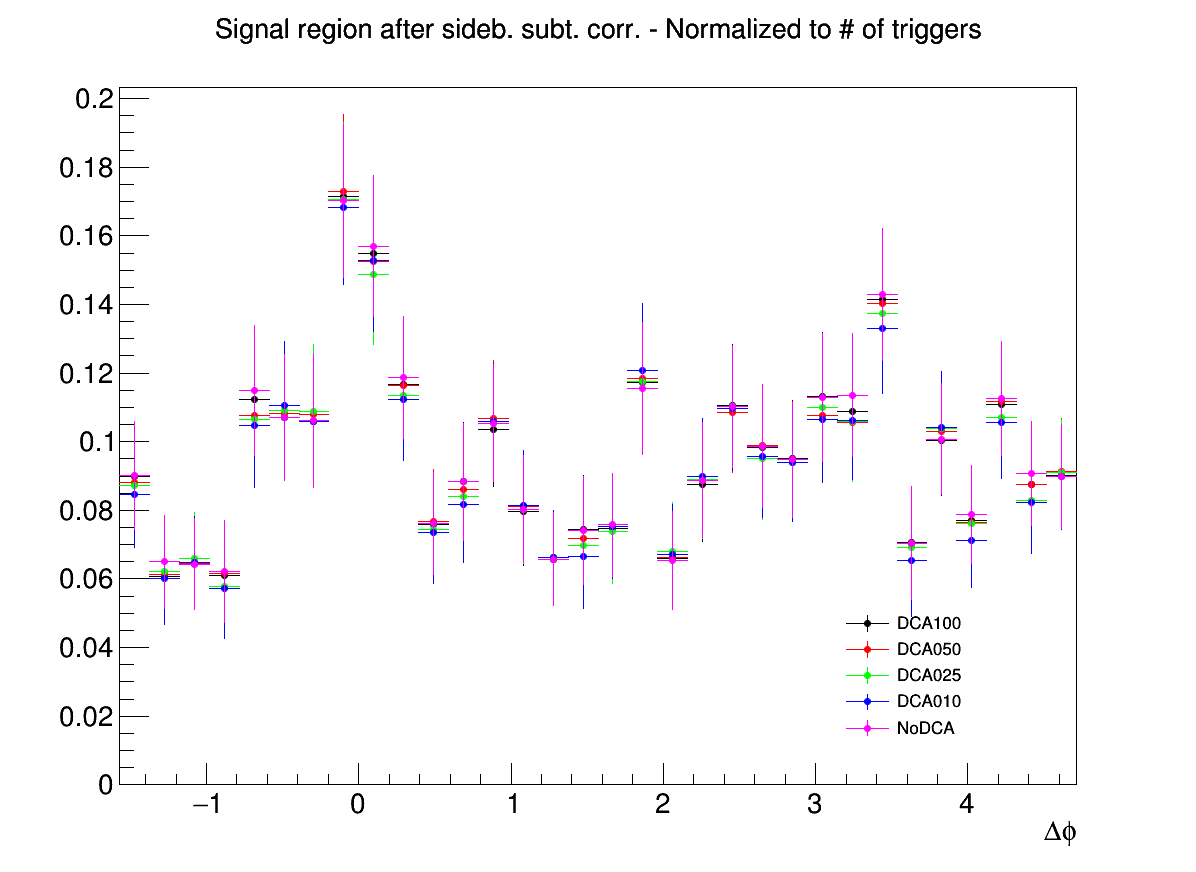 Signal region after sideb. subt. corr. - Normalized to # of triggers
0.2
0.18
0.16
0.14
0.12
0.1
0.08
0.06
0.04
0.02
0
DCA100
DCA050
DCA025
DCA010
NoDCA
−1 0 1 2 3 4
Δϕ